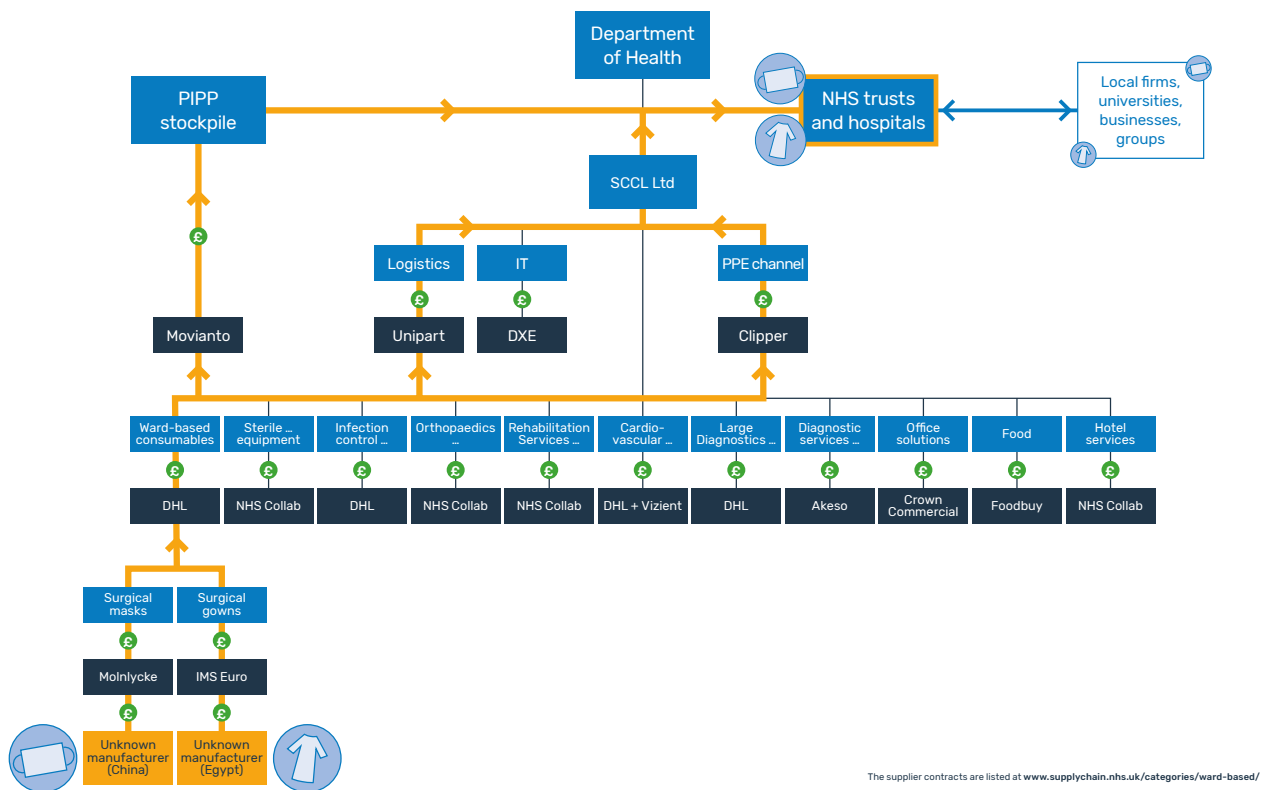 Department
of Health
PIPP
stockpile
NHS trusts
and hospitals
Local firms,
universities,
businesses,
groups
SCCL Ltd
Logistics
IT
PPE channel
£
£
£
£
Movianto
Unipart
DXE
Clipper
Ward-based
consumables
Sterile ...
equipment
Infection
control ...
Orthopaedics
...
Rehabilitation
Services ...
Cardio-
vascular ...
Large
Diagnostics ...
Diagnostic
services ...
Office
solutions
Food
Hotel
services
£
£
£
£
£
£
£
£
£
£
£
DHL
NHS Collab
DHL
NHS Collab
NHS Collab
DHL + Vizient
DHL
Akeso
Crown
Commercial
Foodbuy
NHS Collab
Surgical
masks
Surgical
gowns
£
£
Molnlycke
IMS Euro
£
£
Unknown
manufacturer
(China)
Unknown
manufacturer
(Egypt)
The supplier contracts are listed at www.supplychain.nhs.uk/categories/ward-based/